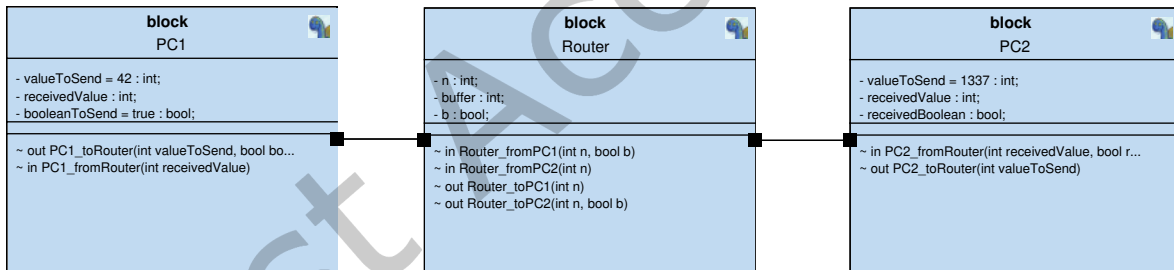 block
PC1
- valueToSend = 42 : int;
- receivedValue : int;
- booleanToSend = true : bool;
~ out PC1_toRouter(int valueToSend, bool bo...
~ in PC1_fromRouter(int receivedValue)
block
Router
- n : int;
- buffer : int;
- b : bool;
~ in Router_fromPC1(int n, bool b)
~ in Router_fromPC2(int n)
~ out Router_toPC1(int n)
~ out Router_toPC2(int n, bool b)
block
PC2
- valueToSend = 1337 : int;
- receivedValue : int;
- receivedBoolean : bool;
~ in PC2_fromRouter(int receivedValue, bool r...
~ out PC2_toRouter(int valueToSend)